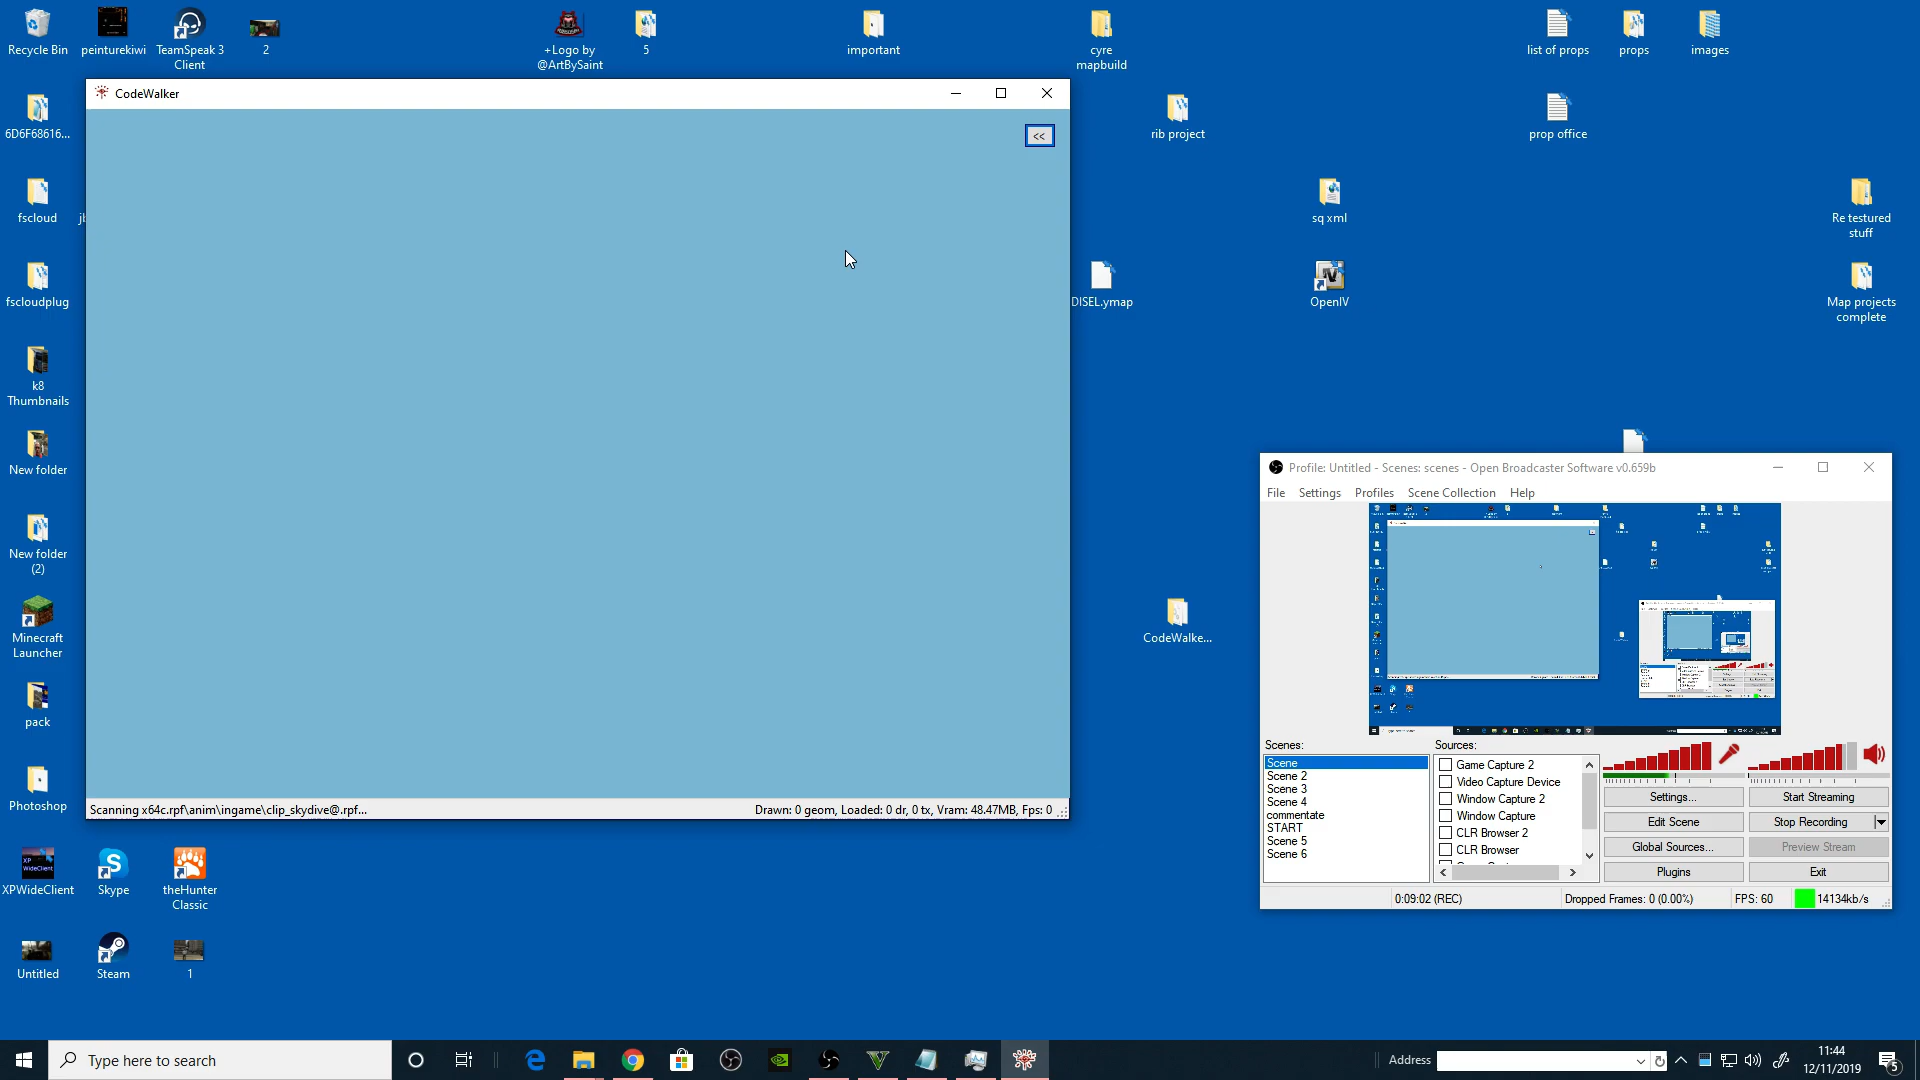 Recycle Bin
peinturekiwi
TeamSpeak 3
Client
2
+Logo by
@ArtBySaint
5
important
cyre
mapbuild
list of props
props
images
CodeWalker
<<
6D6F68616...
rib project
prop office
fscloud
sq xml
Re testured
stuff
fscloudplug
DISEL.ymap
OpenIV
Map projects
complete
k8
Thumbnails
New folder
New folder
(2)
Minecraft
Launcher
CodeWalke...
pack
Photoshop
Scanning x64c.rpf\anim\ingame\clip_skydive@.rpf...
Drawn: 0 geom, Loaded: 0 dr, 0 tx, Vram: 48.47MB, Fps: 0
XPWideClient
Skype
theHunter
Classic
Untitled
Steam
1
Profile: Untitled - Scenes: scenes - Open Broadcaster Software v0.659b
File Settings Profiles Scene Collection Help
Scenes:
Scene
Scene 2
Scene 3
Scene 4
commentate
START
Scene 5
Scene 6
Sources:
Game Capture 2
Video Capture Device
Window Capture 2
Window Capture
CLR Browser 2
CLR Browser
Settings...
Start Streaming
Edit Scene
Stop Recording
Global Sources...
Preview Stream
Plugins
Exit
0:09:02 (REC)
Dropped Frames: 0 (0.00%)
FPS: 60
14134kb/s
Type here to search
Address
11:44
12/11/2019
5